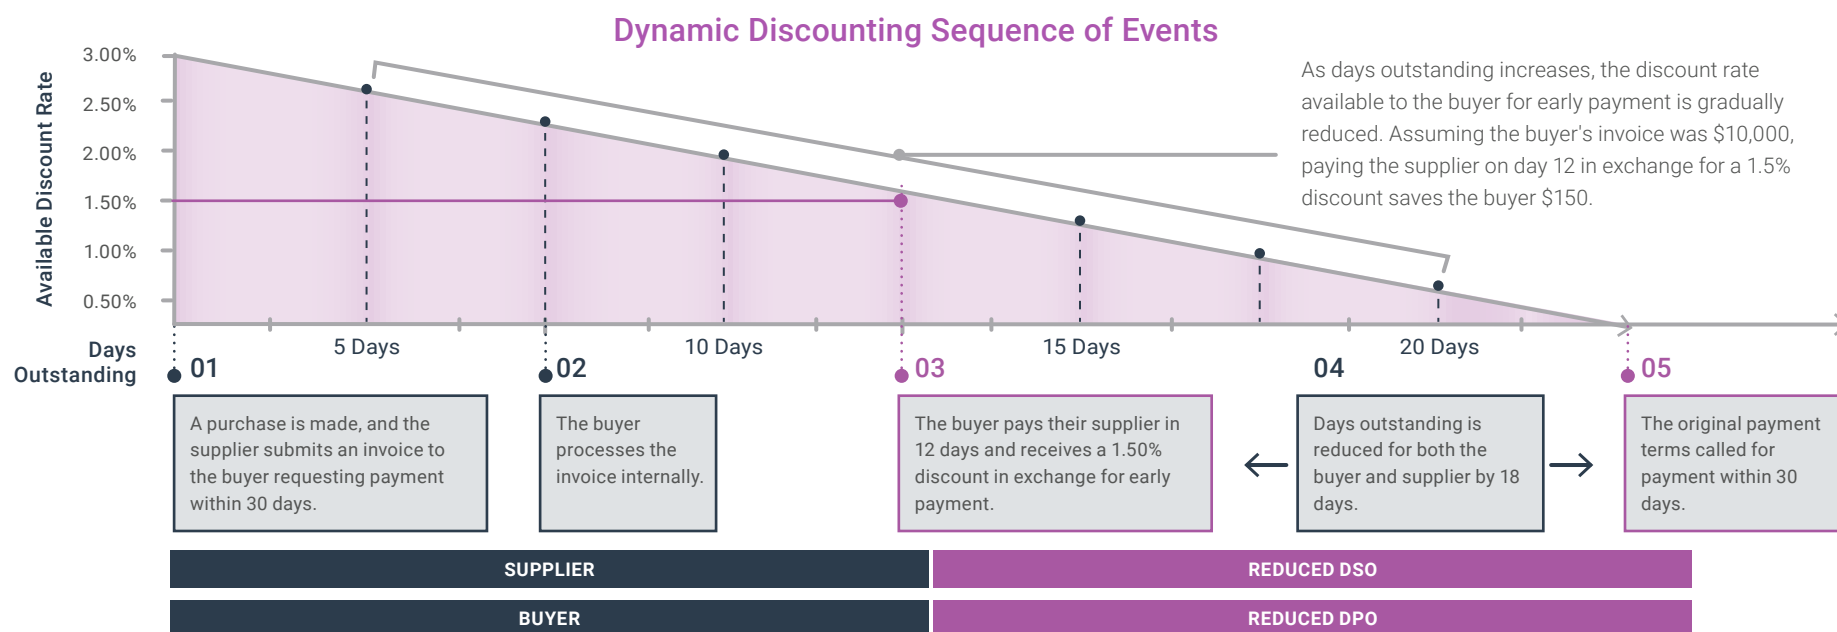 Dynamic Discounting Sequence of Events
Available Discount Rate
3.00%
2.50%
2.00%
1.50%
1.00%
0.50%
As days outstanding increases, the discount rate
available to the buyer for early payment is gradually
reduced. Assuming the buyer's invoice was $10,000,
paying the supplier on day 12 in exchange for a 1.5%
discount saves the buyer $150.
Days
Outstanding
5 Days
10 Days
15 Days
20 Days
01
A purchase is made, and the
supplier submits an invoice to
the buyer requesting payment
within 30 days.
02
The buyer
processes the
invoice internally.
03
The buyer pays their supplier in
12 days and receives a 1.50%
discount in exchange for early
payment.
04
Days outstanding is
reduced for both the
buyer and supplier by 18
days.
05
The original payment
terms called for
payment within 30
days.
SUPPLIER
REDUCED DSO
BUYER
REDUCED DPO